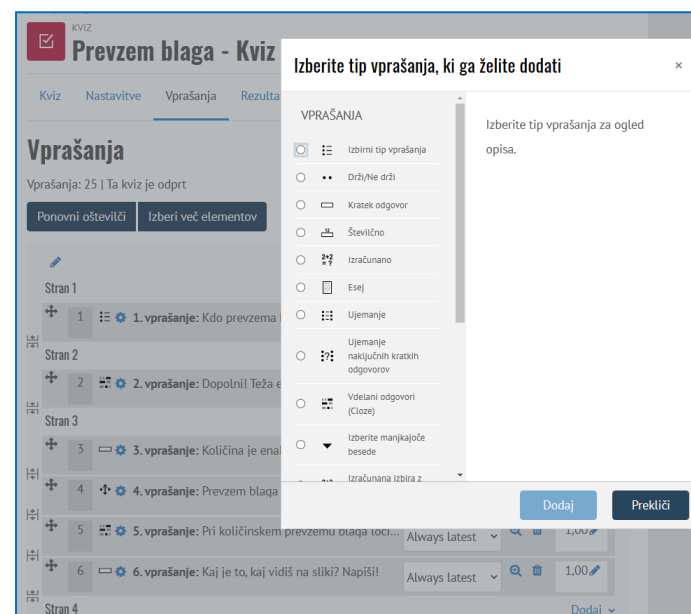 KVIZ
Prevzem blaga - Kviz
Kviz Nastavitve Vprašanja Rezulta
Vprašanja
Vprašanja: 25 | Ta kviz je odprt
Ponovni oštevilči Izberi več elementov
Stran 1
1 1. vprašanje: Kdo prevzema
Stran 2
2 2. vprašanje: Dopolni! Teža
Stran 3
3 3. vprašanje: Količina je
4 4. vprašanje: Prevzem blaga
5 5. vprašanje: Pri količinskem prevzemu blaga loči... Always latest 1,00
6 6. vprašanje: Kaj je to, kaj vidiš na sliki? Napiši! Always latest 1,00
Stran 4 Dodaj
Izberite tip vprašanja, ki ga želite dodati ×
VPRAŠANJA
Izbirni tip vprašanja
Drži/Ne drži
Kratek odgovor
12 Številčno
2+2 = ? Izračunano
Esej
Ujemanje
Ujemanje
naključnih kratkih
odgovorov
Vdelani odgovori
(Cloze)
Izberite manjkajoče
besede
Izračunana izbira z
Izberite tip vprašanja za ogled
opisa.
Dodaj Prekliči